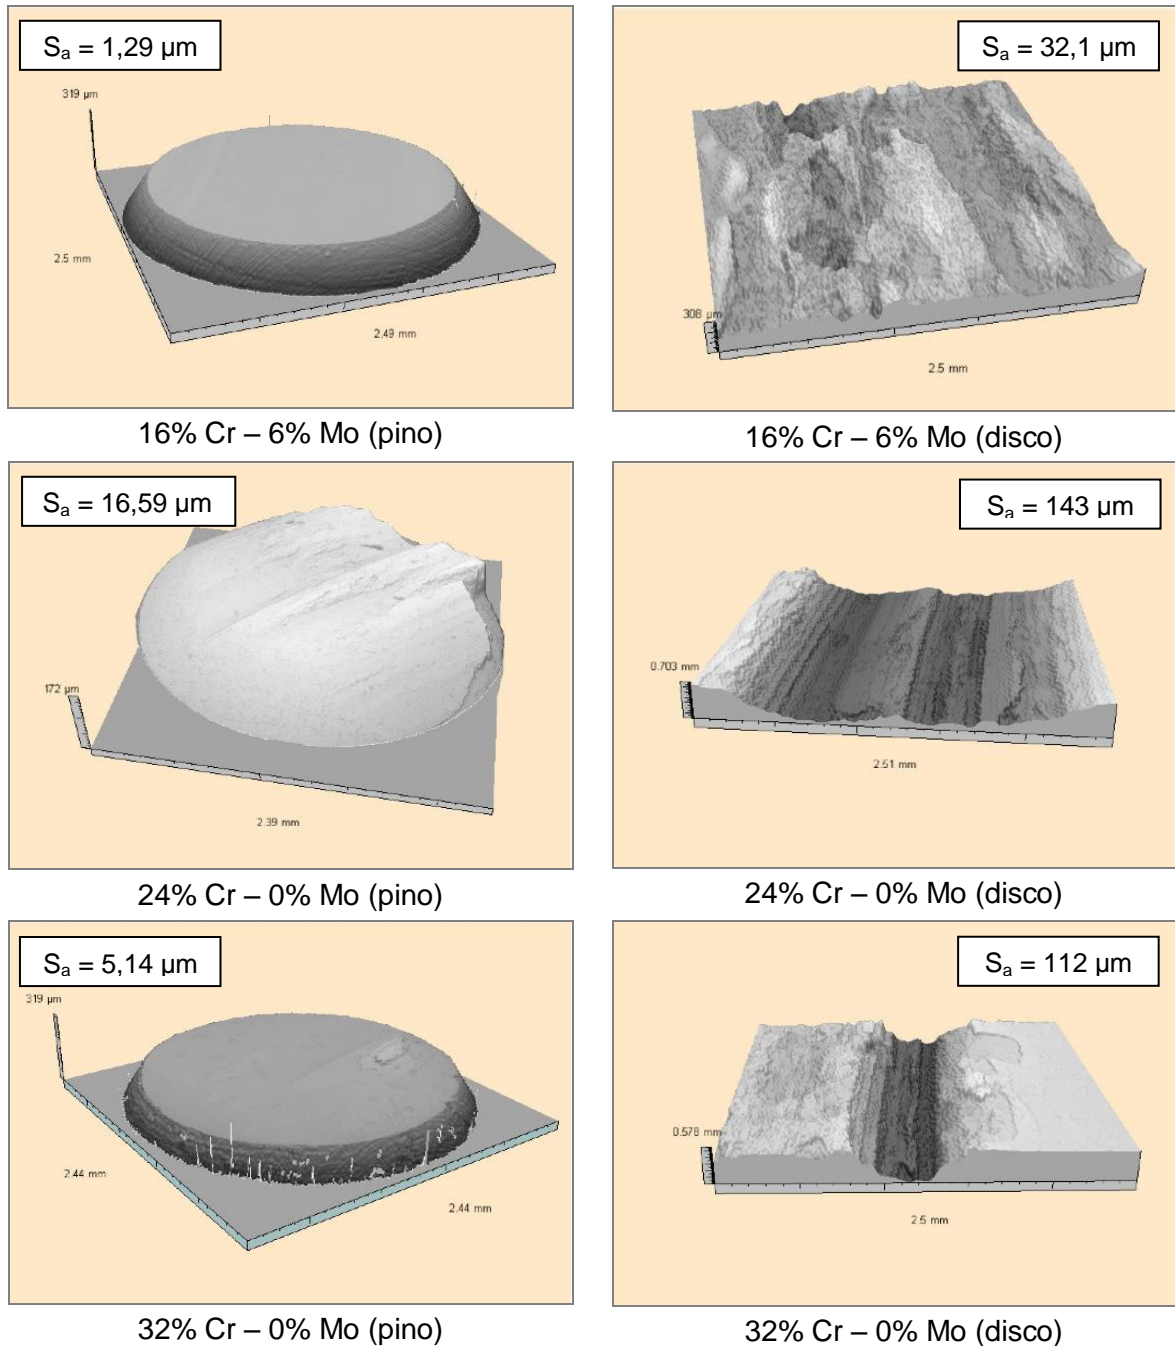 Sa = 1,29 µm
319 µm
2.5 mm
2.49 mm
16% Cr – 6% Mo (pino)
Sa = 32,1 µm
308 µm
2.5 mm
16% Cr – 6% Mo (disco)
Sa = 16,59 µm
172 µm
2.39 mm
24% Cr – 0% Mo (pino)
Sa = 143 µm
0.703 mm
2.51 mm
24% Cr – 0% Mo (disco)
Sa = 5,14 µm
319 µm
2.44 mm
2.44 mm
32% Cr – 0% Mo (pino)
Sa = 112 µm
0.578 mm
2.5 mm
32% Cr – 0% Mo (disco)